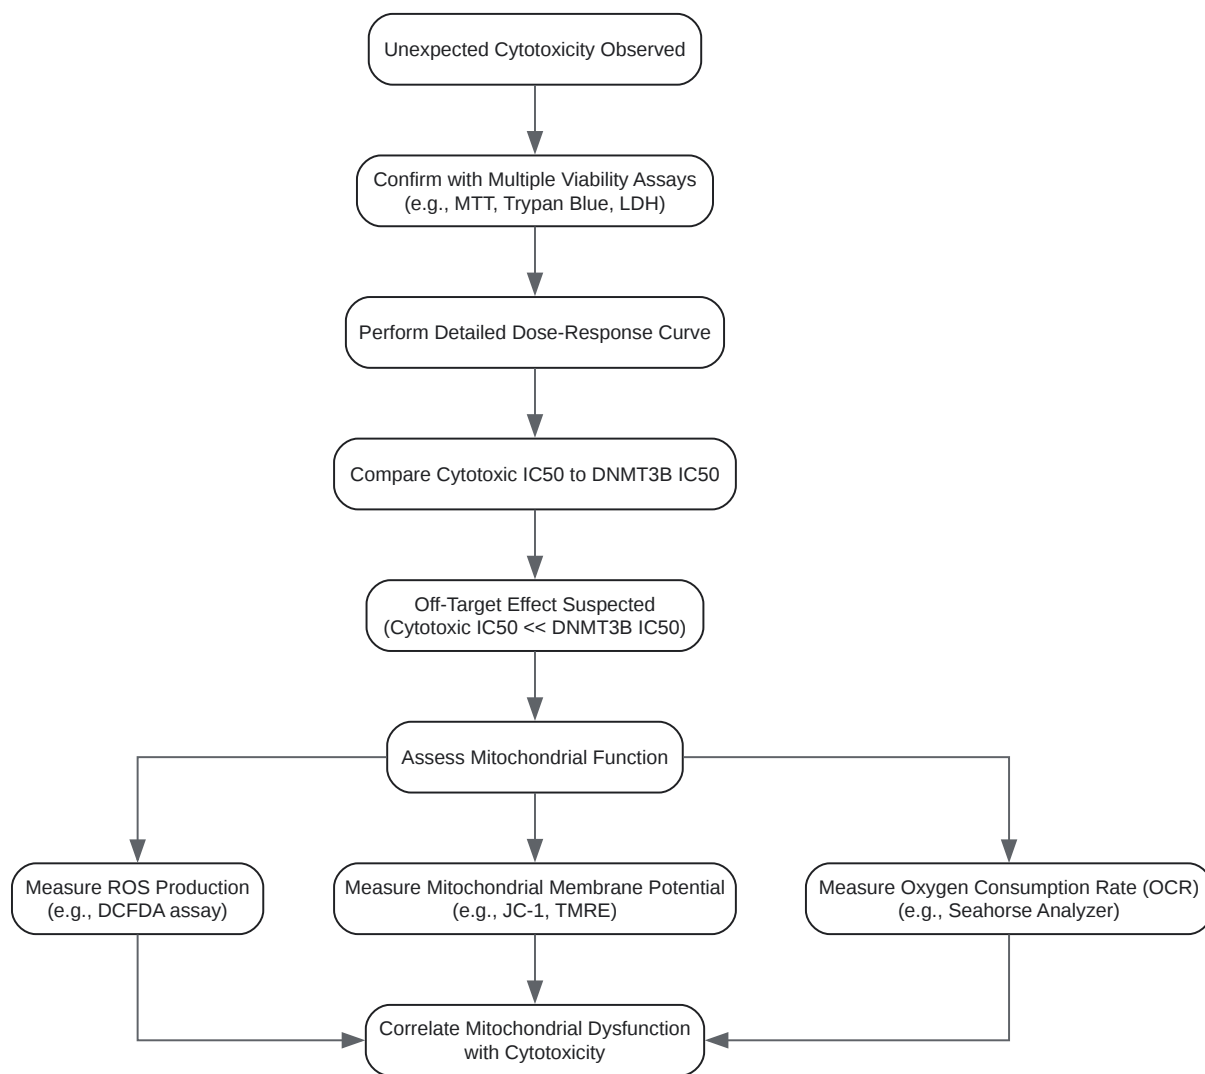 Unexpected Cytotoxicity Observed
Confirm with Multiple Viability Assays
(e.g., MTT, Trypan Blue, LDH)
Perform Detailed Dose-Response Curve
Compare Cytotoxic IC50 to DNMT3B IC50
Off-Target Effect Suspected
(Cytotoxic IC50 << DNMT3B IC50)
Assess Mitochondrial Function
Measure ROS Production
(e.g., DCFDA assay)
Measure Mitochondrial Membrane Potential
(e.g., JC-1, TMRE)
Measure Oxygen Consumption Rate (OCR)
(e.g., Seahorse Analyzer)
Correlate Mitochondrial Dysfunction
with Cytotoxicity